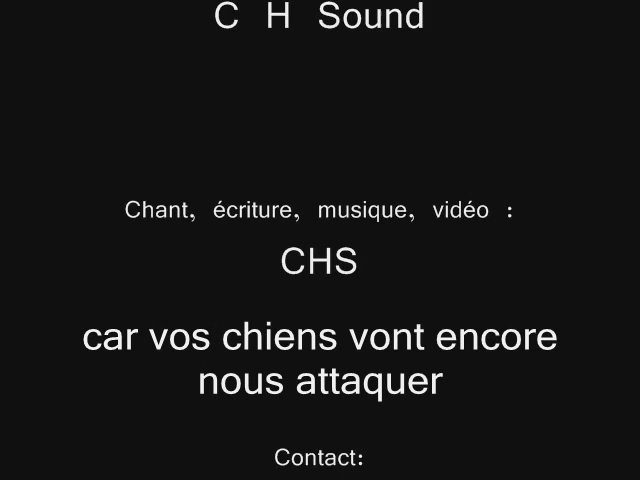 C H Sound
Chant, écriture, musique, vidéo :
CHS
car vos chiens vont encore
nous attaquer
Contact: